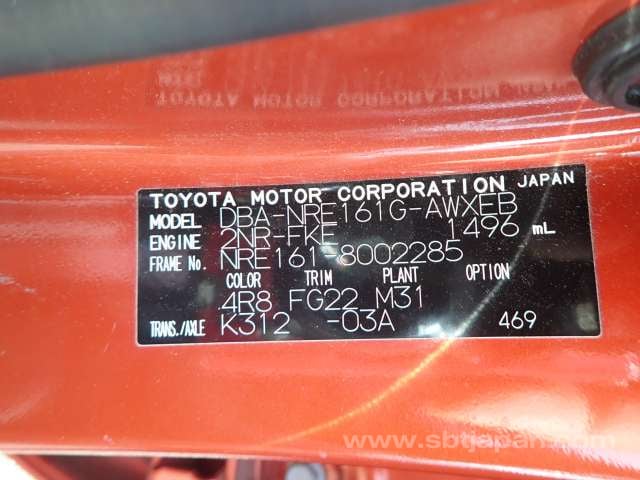 TOYOTA MOTOR CORPORATION JAPAN
MODEL DBA-NRE161G-AWXEB
ENGINE 2NR-FKE 1496 mL
FRAME No. NRE161-8002285
COLOR TRIM PLANT OPTION
4R8 FG22 M31
TRANS./AXLE K312 -03A 469
www.sbtjapan.com